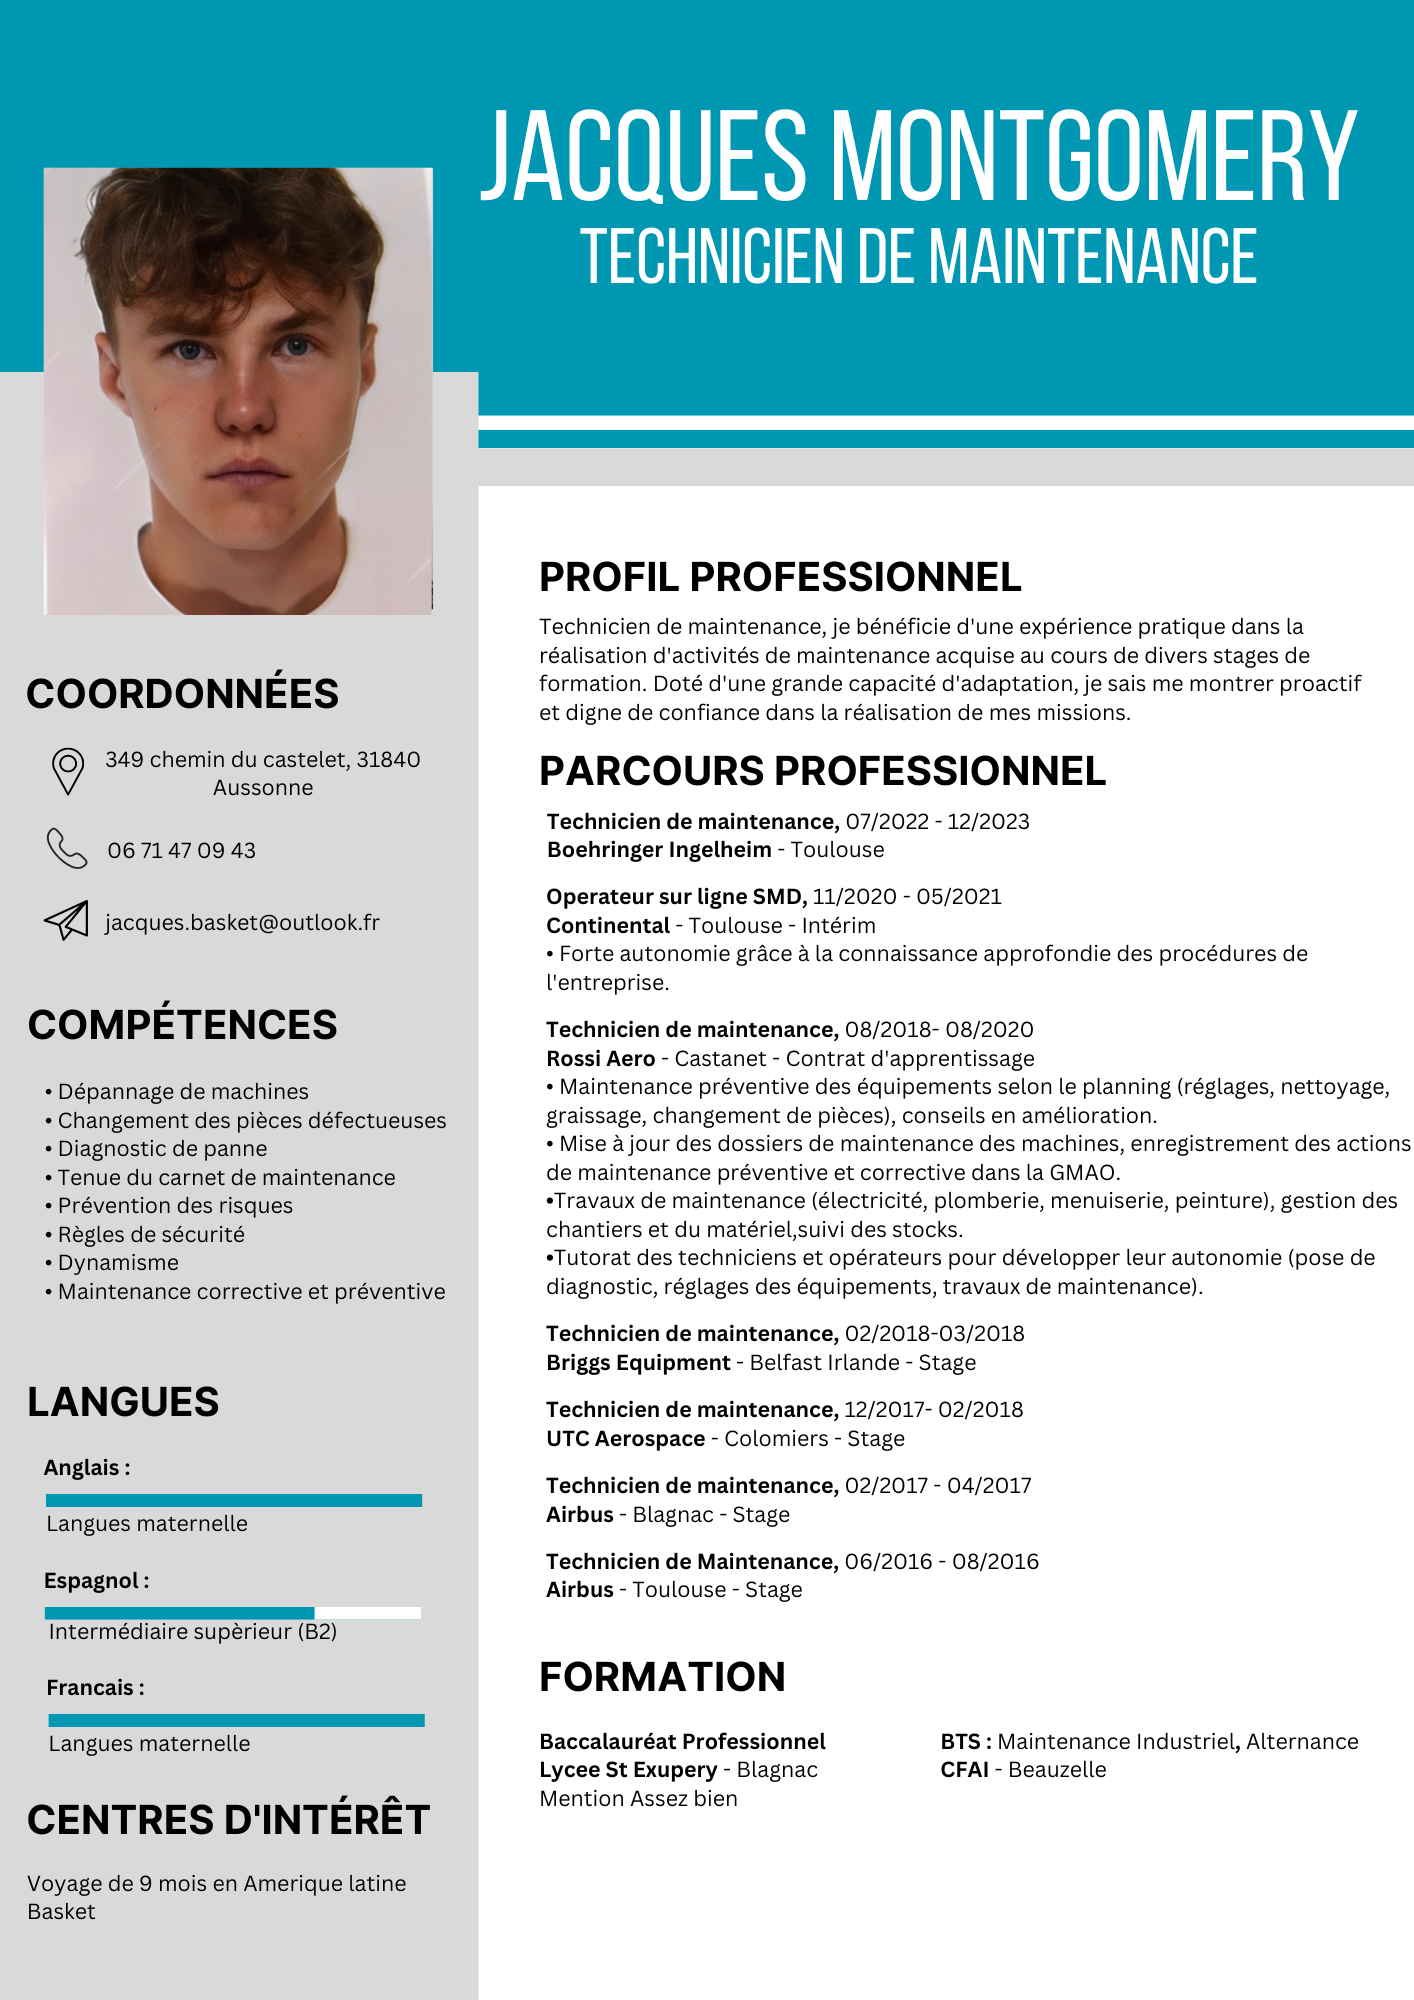 JACQUES MONTGOMERY
TECHNICIEN DE MAINTENANCE
COORDONNÉES
349 chemin du castelet, 31840
Aussonne
06 71 47 09 43
jacques.basket@outlook.fr
COMPÉTENCES
• Dépannage de machines
• Changement des pièces défectueuses
• Diagnostic de panne
• Tenue du carnet de maintenance
• Prévention des risques
• Règles de sécurité
• Dynamisme
• Maintenance corrective et préventive
LANGUES
Anglais :
Langues maternelle
Espagnol :
Intermédiaire supèrieur (B2)
Francais :
Langues maternelle
CENTRES D'INTÉRÊT
Voyage de 9 mois en Amerique latine
Basket
PROFIL PROFESSIONNEL
Technicien de maintenance, je bénéficie d'une expérience pratique dans la
réalisation d'activités de maintenance acquise au cours de divers stages de
formation. Doté d'une grande capacité d'adaptation, je sais me montrer proactif
et digne de confiance dans la réalisation de mes missions.
PARCOURS PROFESSIONNEL
Technicien de maintenance, 07/2022 - 12/2023
Boehringer Ingelheim - Toulouse
Operateur sur ligne SMD, 11/2020 - 05/2021
Continental - Toulouse - Intérim
• Forte autonomie grâce à la connaissance approfondie des procédures de
l'entreprise.
Technicien de maintenance, 08/2018- 08/2020
Rossi Aero - Castanet - Contrat d'apprentissage
• Maintenance préventive des équipements selon le planning (réglages, nettoyage,
graissage, changement de pièces), conseils en amélioration.
• Mise à jour des dossiers de maintenance des machines, enregistrement des actions
de maintenance préventive et corrective dans la GMAO.
•Travaux de maintenance (électricité, plomberie, menuiserie, peinture), gestion des
chantiers et du matériel,suivi des stocks.
•Tutorat des techniciens et opérateurs pour développer leur autonomie (pose de
diagnostic, réglages des équipements, travaux de maintenance).
Technicien de maintenance, 02/2018-03/2018
Briggs Equipment - Belfast Irlande - Stage
Technicien de maintenance, 12/2017- 02/2018
UTC Aerospace - Colomiers - Stage
Technicien de maintenance, 02/2017 - 04/2017
Airbus - Blagnac - Stage
Technicien de Maintenance, 06/2016 - 08/2016
Airbus - Toulouse - Stage
FORMATION
Baccalauréat Professionnel
Lycee St Exupery - Blagnac
Mention Assez bien
BTS : Maintenance Industriel, Alternance
CFAI - Beauzelle